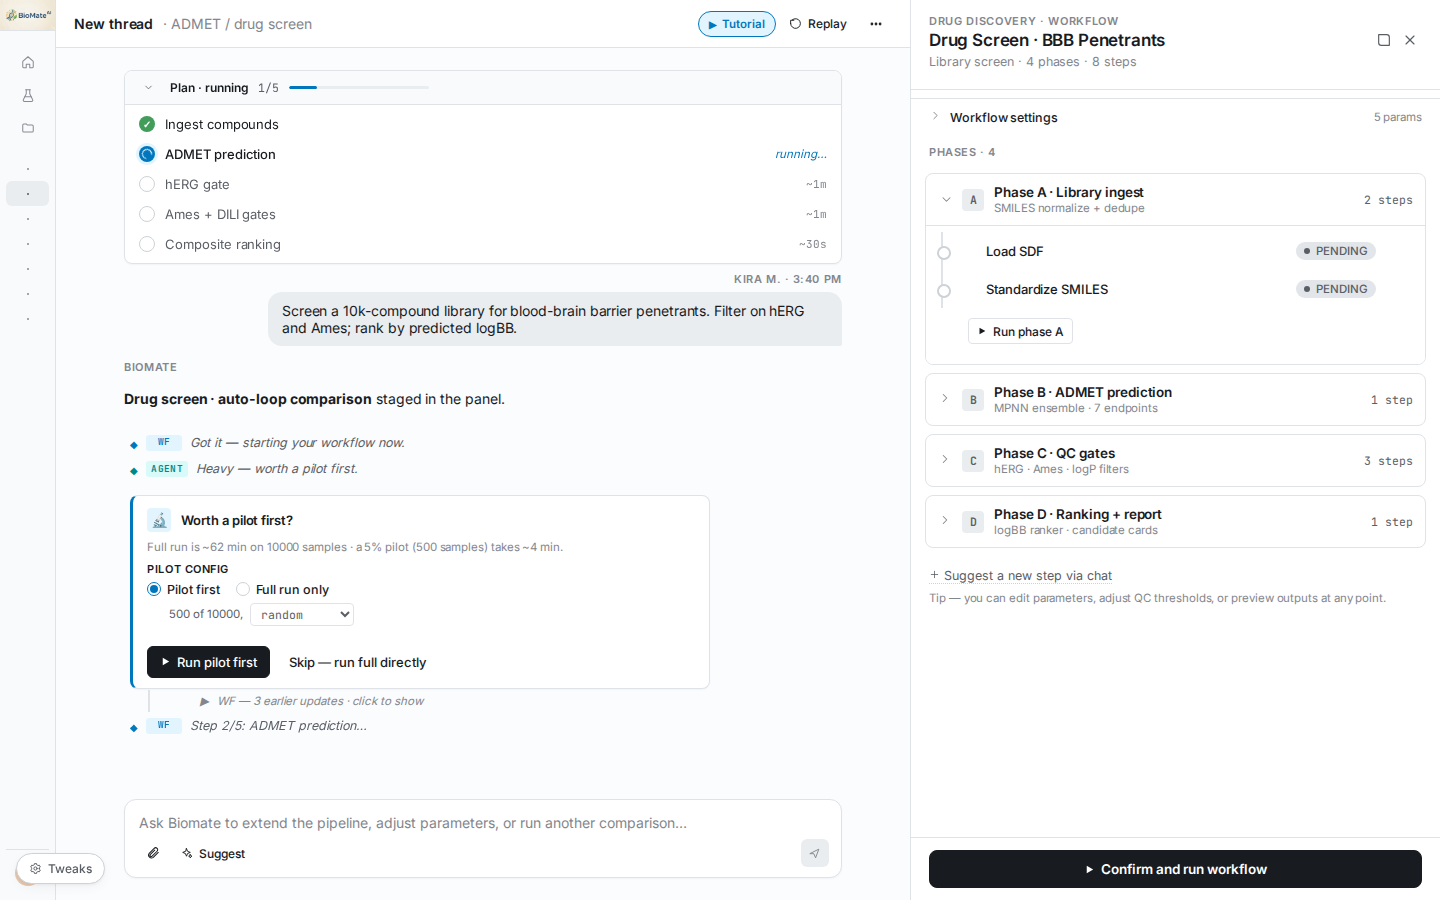 BioMate
New thread · ADMET / drug screen
▶ Tutorial
Replay
Plan · running 1/5
Ingest compounds
ADMET prediction running...
hERG gate ~1m
Ames + DILI gates ~1m
Composite ranking ~30s
KIRA M. · 3:40 PM
Screen a 10k-compound library for blood-brain barrier penetrants. Filter on hERG
and Ames; rank by predicted logBB.
BIOMATE
Drug screen · auto-loop comparison staged in the panel.
WF Got it — starting your workflow now.
AGENT Heavy — worth a pilot first.
Worth a pilot first?
Full run is ~62 min on 10000 samples · a 5% pilot (500 samples) takes ~4 min.
PILOT CONFIG
Pilot first Full run only
500 of 10000, random
Run pilot first Skip — run full directly
▶ WF — 3 earlier updates · click to show
WF Step 2/5: ADMET prediction...
Ask Biomate to extend the pipeline, adjust parameters, or run another comparison...
Suggest
Tweaks
DRUG DISCOVERY · WORKFLOW
Drug Screen · BBB Penetrants
Library screen · 4 phases · 8 steps
Workflow settings 5 params
PHASES · 4
A Phase A · Library ingest 2 steps
SMILES normalize + dedupe
Load SDF PENDING
Standardize SMILES PENDING
Run phase A
B Phase B · ADMET prediction 1 step
MPNN ensemble · 7 endpoints
C Phase C · QC gates 3 steps
hERG · Ames · logP filters
D Phase D · Ranking + report 1 step
logBB ranker · candidate cards
+ Suggest a new step via chat
Tip — you can edit parameters, adjust QC thresholds, or preview outputs at any point.
Confirm and run workflow